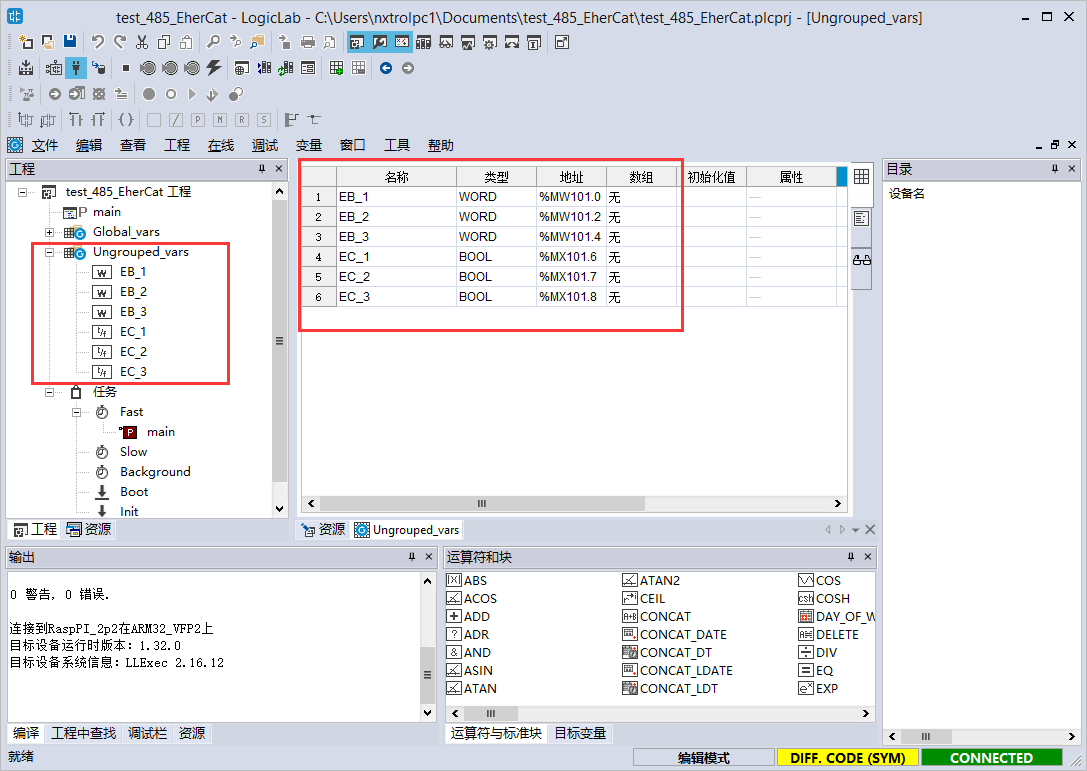 test_485_EherCat - LogicLab - C:\Users\nxtrolpc1\Documents\test_485_EherCat\test_485_EherCat.plcprj - [Ungrouped_vars]
文件 编辑 查看 工程 在线 调试 变量 窗口 工具 帮助
工程
test_485_EherCat 工程
main
Global_vars
Ungrouped_vars
EB_1
EB_2
EB_3
EC_1
EC_2
EC_3
任务
Fast
main
Slow
Background
Boot
Init
工程 资源
名称 类型 地址 数组 初始化值 属性
1 EB_1 WORD %MW101.0 无 ---
2 EB_2 WORD %MW101.2 无 ---
3 EB_3 WORD %MW101.4 无 ---
4 EC_1 BOOL %MX101.6 无 ---
5 EC_2 BOOL %MX101.7 无 ---
6 EC_3 BOOL %MX101.8 无 ---
资源 Ungrouped_vars
目录
设备名
输出
0 警告, 0 错误.
连接到RaspPI_2p2在ARM32_VFP2上
目标设备运行时版本: 1.32.0
目标设备系统信息: LLExec 2.16.12
编译 工程中查找 调试栏 资源
运算符和块
ABS ATAN2 COS
ACOS CEIL COSH
ADD CONCAT DAY_OF_W
ADR CONCAT_DATE DELETE
AND CONCAT_DT DIV
ASIN CONCAT_LDATE EQ
ATAN CONCAT_LDT EXP
运算符与标准块 目标变量
就绪 编辑模式 DIFF. CODE (SYM) CONNECTED